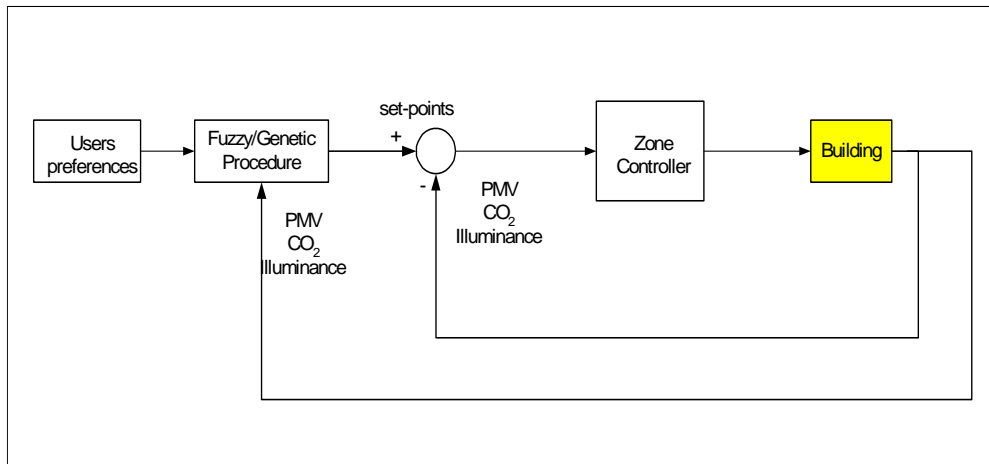 set-points
Users
preferences
Fuzzy/Genetic
Procedure
+
-
Zone
Controller
Building
PMV
CO₂
Illuminance
PMV
CO₂
Illuminance